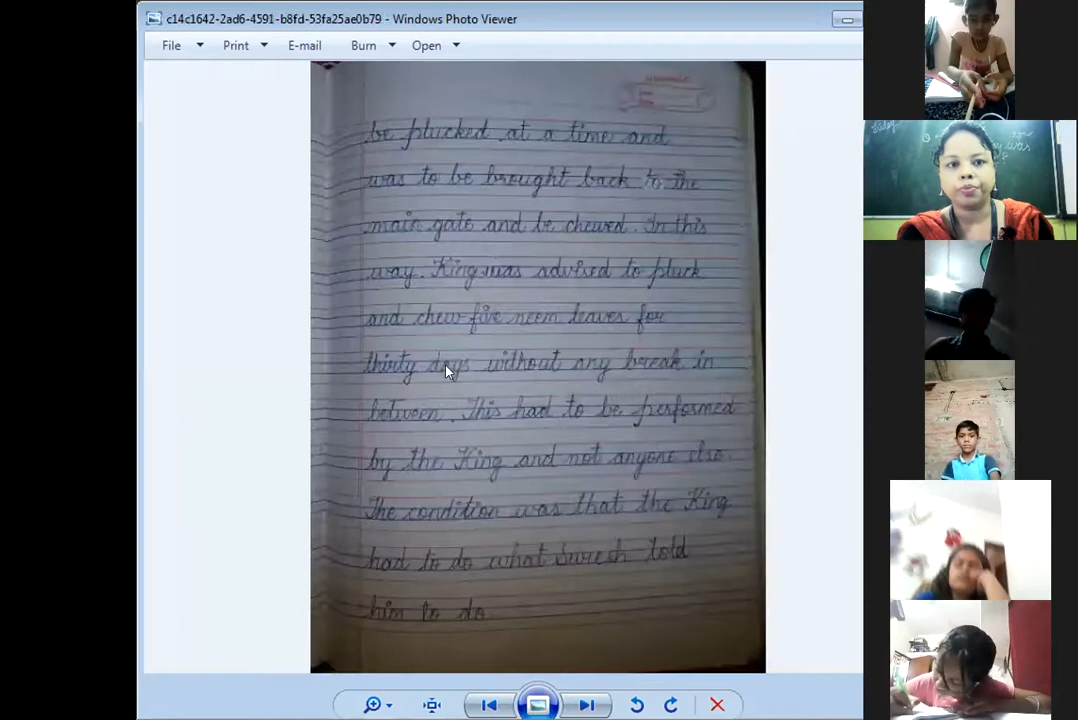 c14c1642-2ad6-4591-b8fd-53fa25ae0b79 - Windows Photo Viewer
File Print E-mail Burn Open
be plucked at a time and
was to be brought back to the
main gate and be chewed. In this
way. King was advised to pluck
and chew five neem leaves for
thirty days without any break in
between. This had to be performed
by the King and not anyone else.
The condition was that the King
had to do what Suresh told
him to do
was